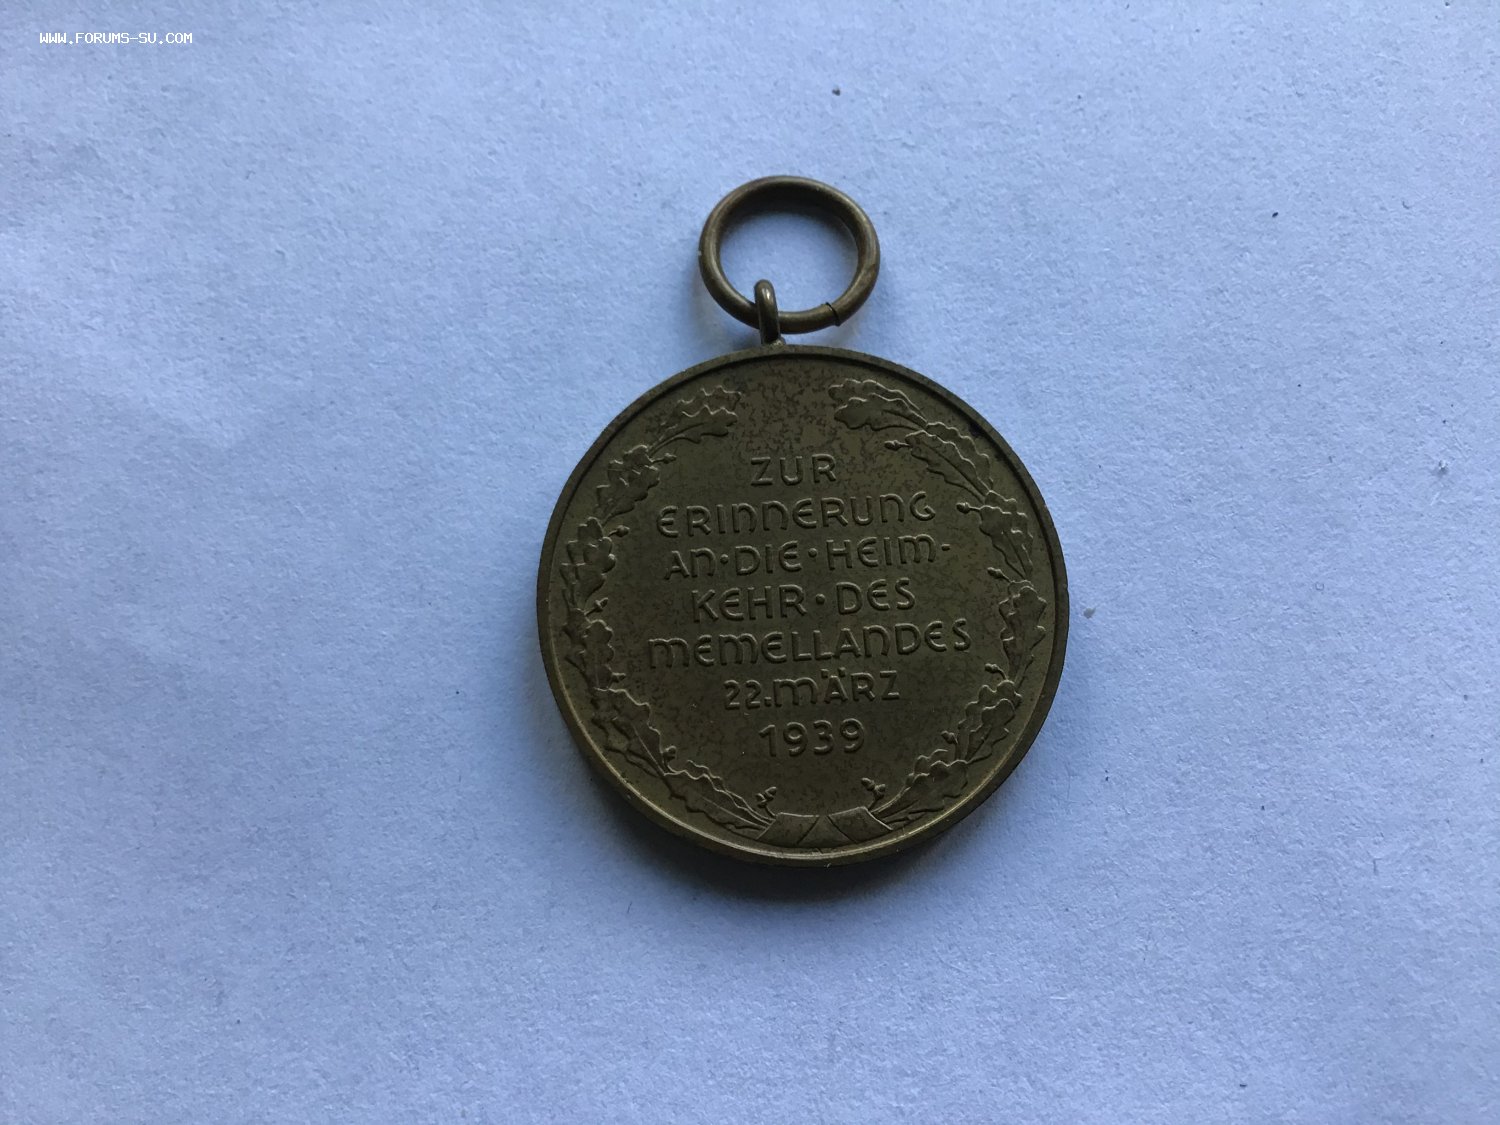 WWW.FORUMS-SU.COM
ZUR
ERINNERUNG
AN·DIE·HEIM-
KEHR·DES
MEMELLANDES
22.MÄRZ
1939